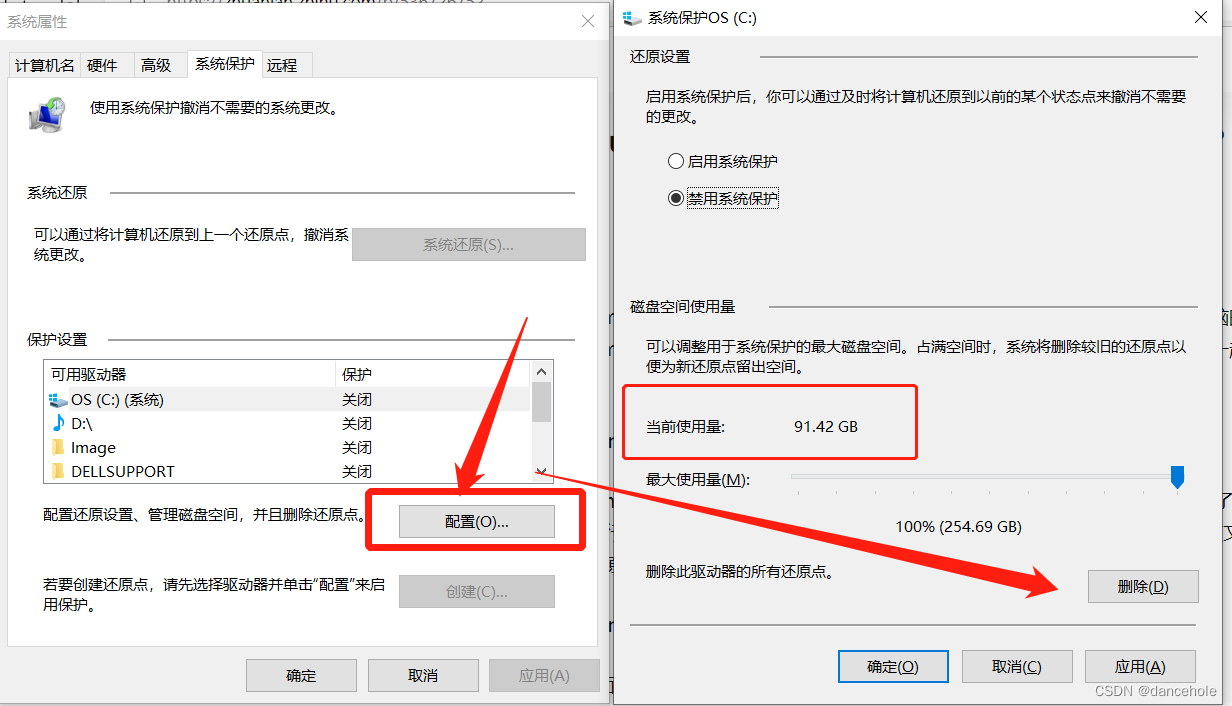 系统属性
计算机名
硬件
高级
系统保护
远程
使用系统保护撤消不需要的系统更改。
系统还原
可以通过将计算机还原到上一个还原点，撤消系
统更改。
系统还原(S)...
保护设置
可用驱动器
保护
OS (C:) (系统)
关闭
D:\
关闭
Image
关闭
DELLSUPPORT
关闭
配置还原设置、管理磁盘空间，并且删除还原点。
配置(O)...
若要创建还原点，请先选择驱动器并单击“配置”来启
用保护。
创建(C)...
确定
取消
应用(A)
系统保护OS (C:)
还原设置
启用系统保护后，你可以通过及时将计算机还原到以前的某个状态点来撤消不需要
的更改。
启用系统保护
禁用系统保护
磁盘空间使用量
可以调整用于系统保护的最大磁盘空间。占满空间时，系统将删除较旧的还原点以
便为新还原点留出空间。
当前使用量:
91.42 GB
最大使用量(M):
100% (254.69 GB)
删除此驱动器的所有还原点。
删除(D)
确定(O)
取消(C)
应用(A)
CSDN @dancehole